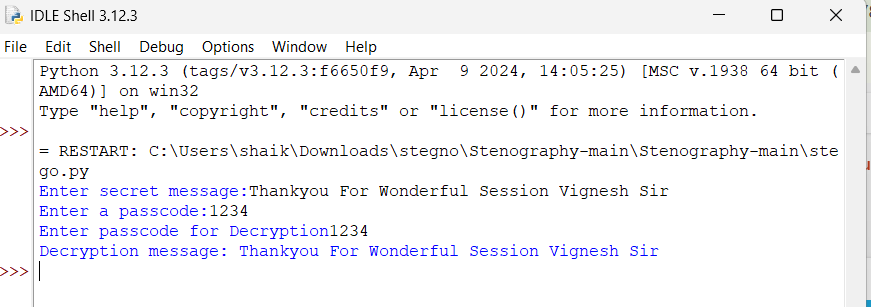 IDLE Shell 3.12.3
File Edit Shell Debug Options Window Help
Python 3.12.3 (tags/v3.12.3:f6650f9, Apr  9 2024, 14:05:25) [MSC v.1938 64 bit (
AMD64)] on win32
Type "help", "copyright", "credits" or "license()" for more information.
>>>
= RESTART: C:\Users\shaik\Downloads\stegno\Stenography-main\Stenography-main\ste
go.py
Enter secret message:Thankyou For Wonderful Session Vignesh Sir
Enter a passcode:1234
Enter passcode for Decryption1234
Decryption message: Thankyou For Wonderful Session Vignesh Sir
>>>